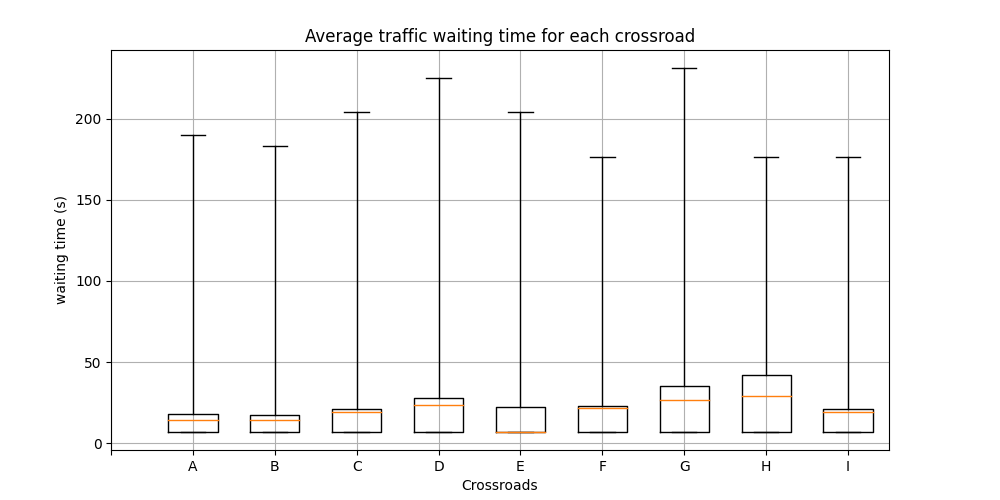 Average traffic waiting time for each crossroad
waiting time (s)
200
150
100
50
0
A B C D E F G H I
Crossroads